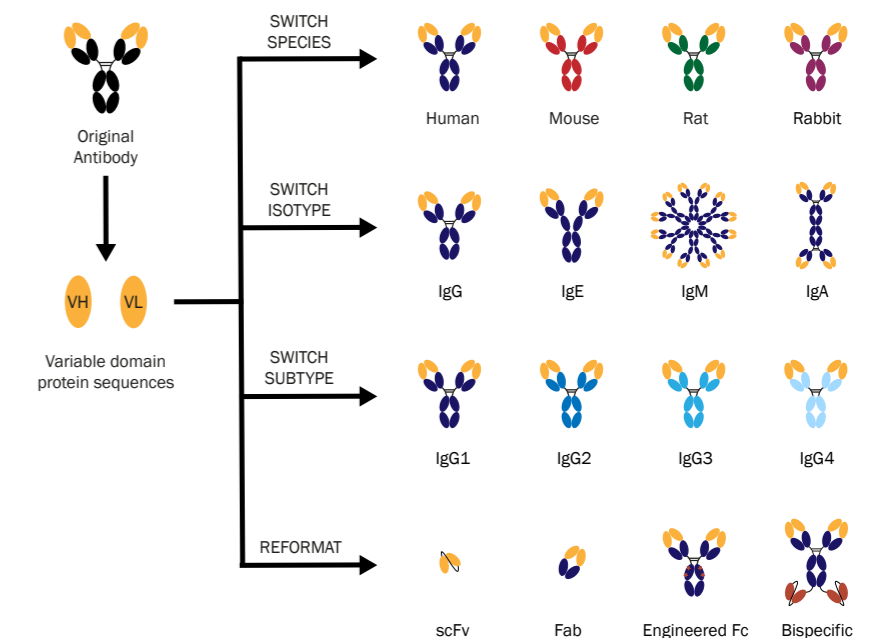 SWITCH
SPECIES
Original
Antibody
Human Mouse Rat Rabbit
SWITCH
ISOTYPE
IgG IgE IgM IgA
VH VL
Variable domain
protein sequences
SWITCH
SUBTYPE
IgG1 IgG2 IgG3 IgG4
REFORMAT
scFv Fab Engineered Fc Bispecific